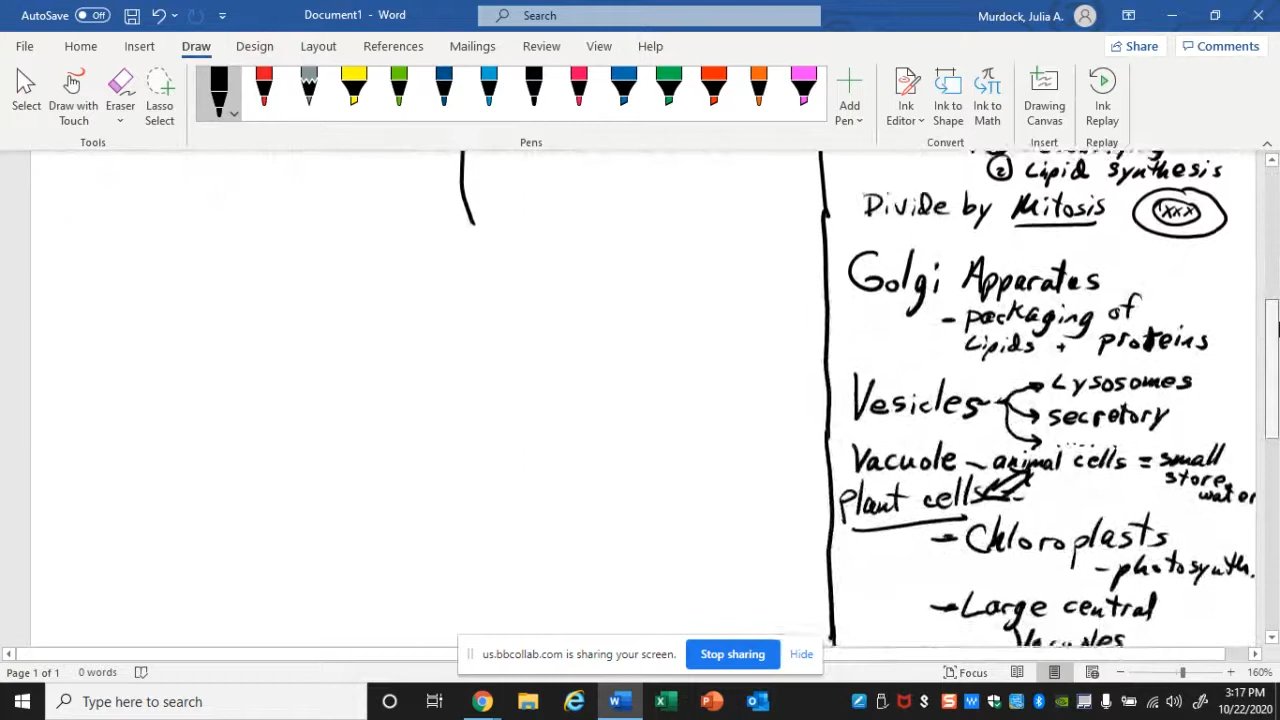 AutoSave Off
Document1 - Word
Search
Murdock, Julia A.
File Home Insert Draw Design Layout References Mailings Review View Help
Share Comments
Select
Draw with Touch
Eraser
Lasso Select
Add Pen
Ink Editor
Ink to Shape
Ink to Math
Drawing Canvas
Ink Replay
Tools Pens Convert Insert Replay
② Lipid synthesis
Divide by Mitosis xxx
Golgi Apparates
- packaging of
Lipids + proteins
Vesicles → Lysosomes
→ secretory
Vacuole - animal cells = small
store water
plant cells
- Chloroplasts
- photosynth.
- Large central
Vacuoles
us.bbcollab.com is sharing your screen. Stop sharing Hide
Page 1 of 1 0 words Focus 160%
Type here to search
3:17 PM
10/22/2020